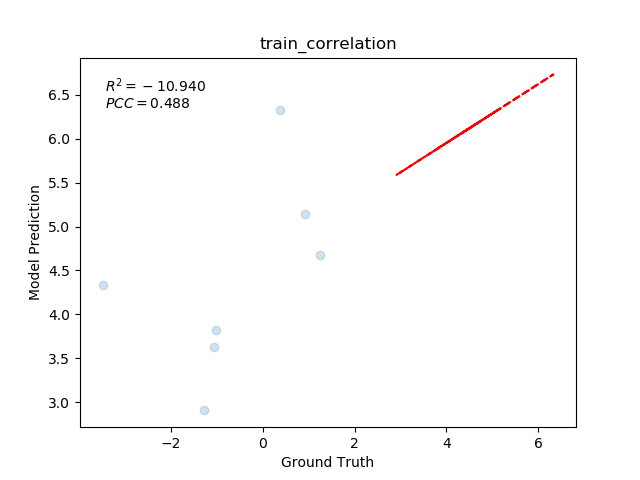 train_correlation
R² = −10.940
PCC = 0.488
Model Prediction
6.5
6.0
5.5
5.0
4.5
4.0
3.5
3.0
−2 0 2 4 6
Ground Truth